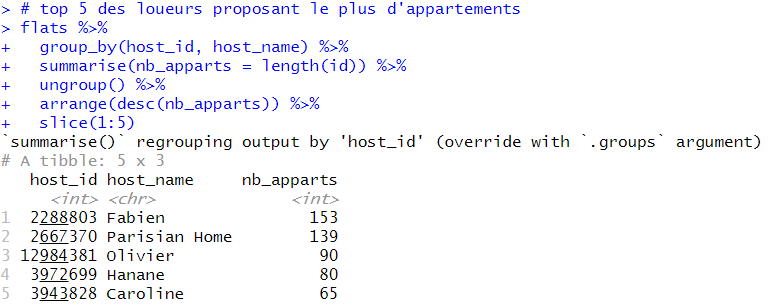 > # top 5 des loueurs proposant le plus d'appartements
> flats %>%
+   group_by(host_id, host_name) %>%
+   summarise(nb_apparts = length(id)) %>%
+   ungroup() %>%
+   arrange(desc(nb_apparts)) %>%
+   slice(1:5)
`summarise()` regrouping output by 'host_id' (override with `.groups` argument)
# A tibble: 5 x 3
   host_id host_name     nb_apparts
     <int> <chr>              <int>
1  2288803 Fabien               153
2  2667370 Parisian Home        139
3 12984381 Olivier               90
4  3972699 Hanane                80
5  3943828 Caroline              65